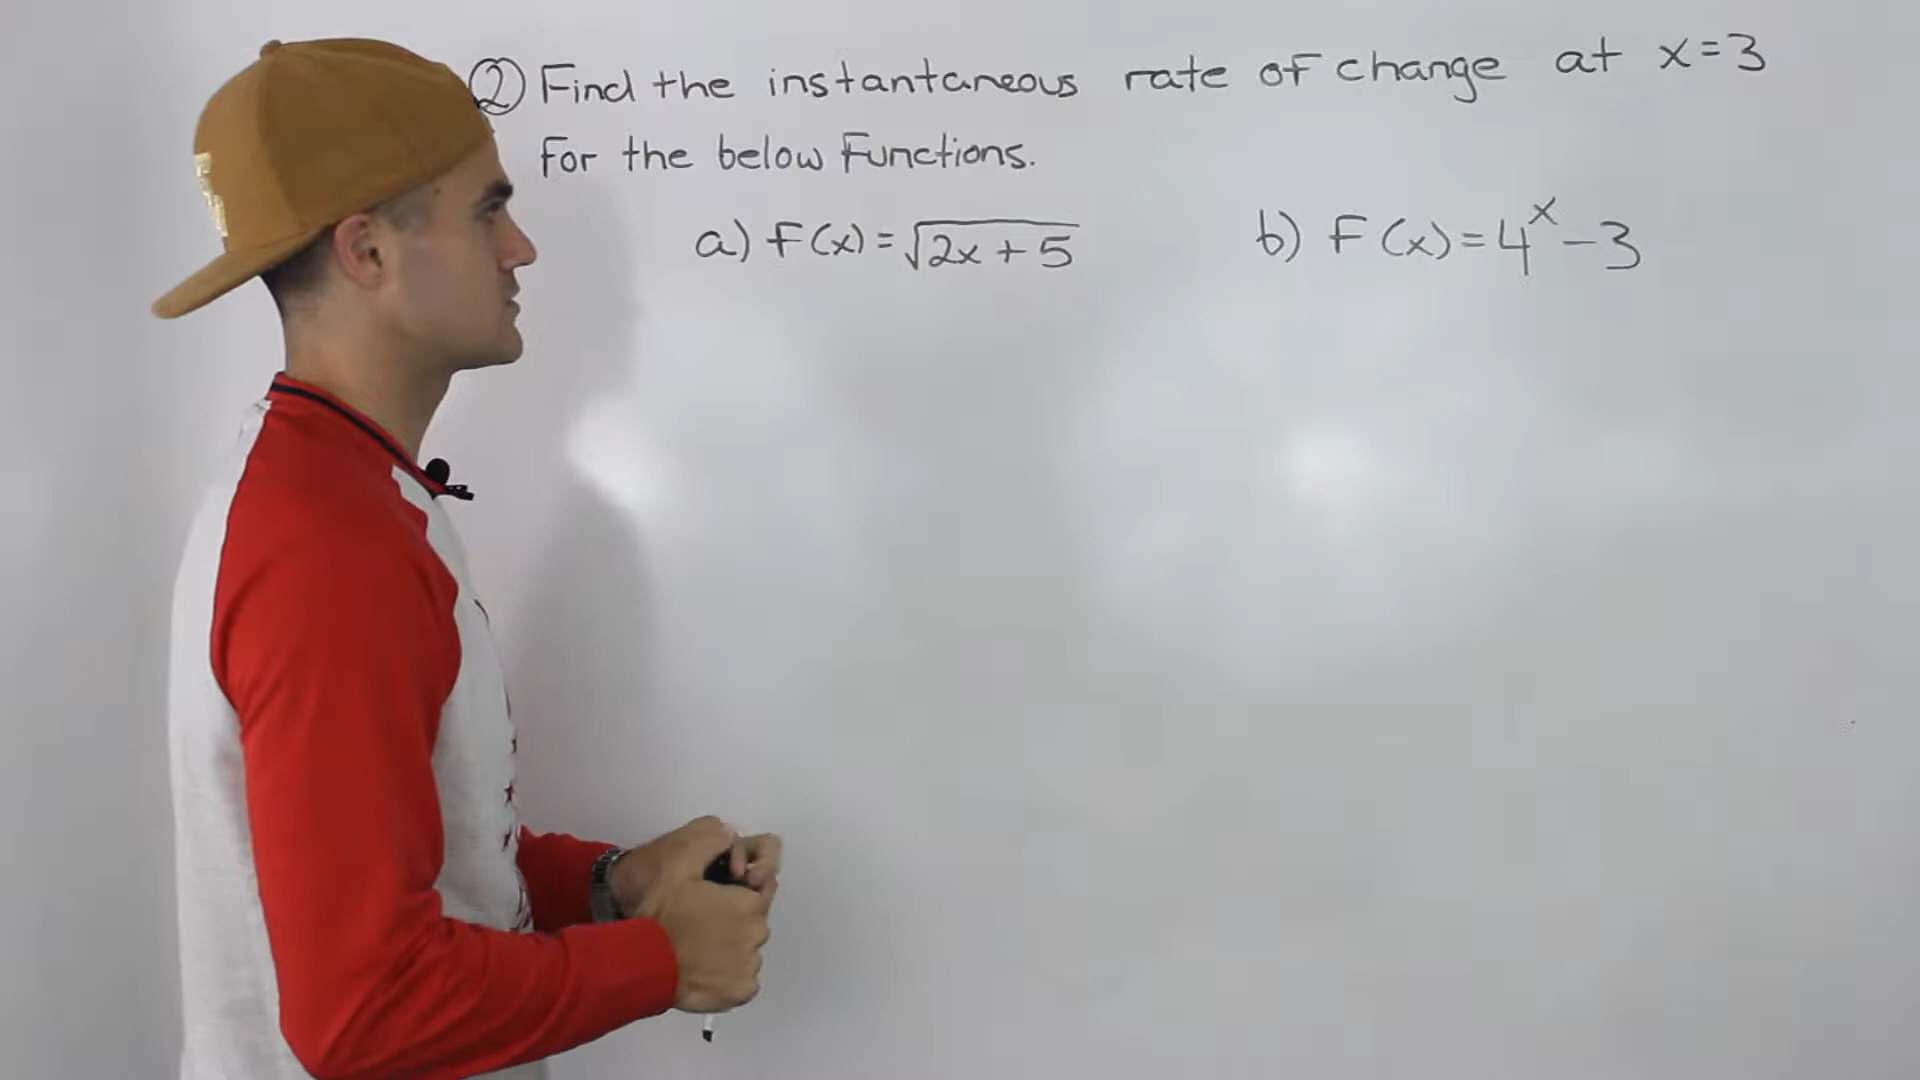 ② Find the instantaneous rate of change at x=3
for the below functions.
a) f(x)=√(2x+5) b) f(x)=4^x-3